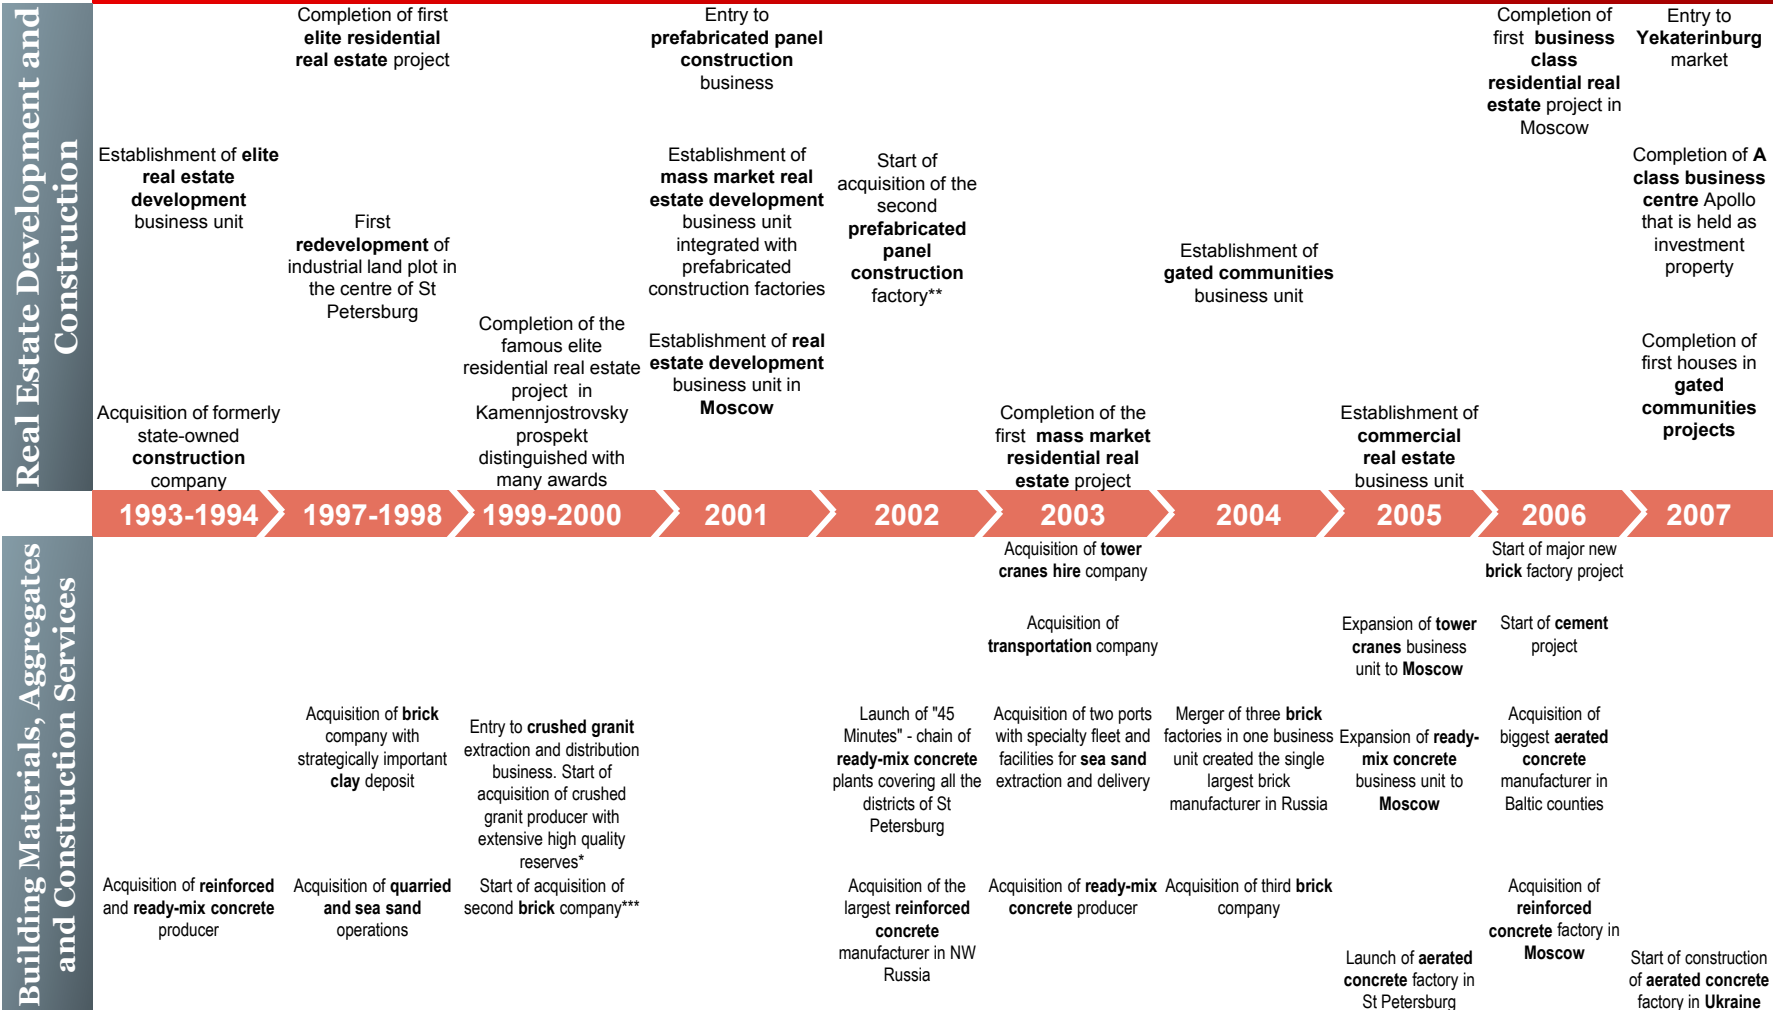 Real Estate Development and
Construction
Completion of first
elite residential
real estate project
Entry to
prefabricated panel
construction
business
Completion of
first business
class
residential real
estate project in
Moscow
Entry to
Yekaterinburg
market
Establishment of elite
real estate
development
business unit
First
redevelopment of
industrial land plot in
the centre of St
Petersburg
Establishment of
mass market real
estate development
business unit
integrated with
prefabricated
construction factories
Start of
acquisition of the
second
prefabricated
panel
construction
factory**
Establishment of
gated communities
business unit
Completion of A
class business
centre Apollo
that is held as
investment
property
Acquisition of formerly
state-owned
construction
company
Completion of the
famous elite
residential real estate
project in
Kamennjostrovsky
prospekt
distinguished with
many awards
Establishment of real
estate development
business unit in
Moscow
Completion of the
first mass market
residential real
estate project
Establishment of
commercial
real estate
business unit
Completion of
first houses in
gated
communities
projects
1993-1994
1997-1998
1999-2000
2001
2002
2003
2004
2005
2006
2007
Building Materials, Aggregates
and Construction Services
Acquisition of tower
cranes hire company
Start of major new
brick factory project
Acquisition of
transportation company
Expansion of tower
cranes business
unit to Moscow
Start of cement
project
Acquisition of brick
company with
strategically important
clay deposit
Entry to crushed granit
extraction and distribution
business. Start of
acquisition of crushed
granit producer with
extensive high quality
reserves*
Launch of "45
Minutes" - chain of
ready-mix concrete
plants covering all the
districts of St
Petersburg
Acquisition of two ports
with specialty fleet and
facilities for sea sand
extraction and delivery
Merger of three brick
factories in one business
unit created the single
largest brick
manufacturer in Russia
Expansion of ready-
mix concrete
business unit to
Moscow
Acquisition of
biggest aerated
concrete
manufacturer in
Baltic counties
Acquisition of reinforced
and ready-mix concrete
producer
Acquisition of quarried
and sea sand
operations
Start of acquisition of
second brick company***
Acquisition of the
largest reinforced
concrete
manufacturer in NW
Russia
Acquisition of ready-mix
concrete producer
Acquisition of third brick
company
Launch of aerated
concrete factory in
St Petersburg
Acquisition of
reinforced
concrete factory in
Moscow
Start of construction
of aerated concrete
factory in Ukraine